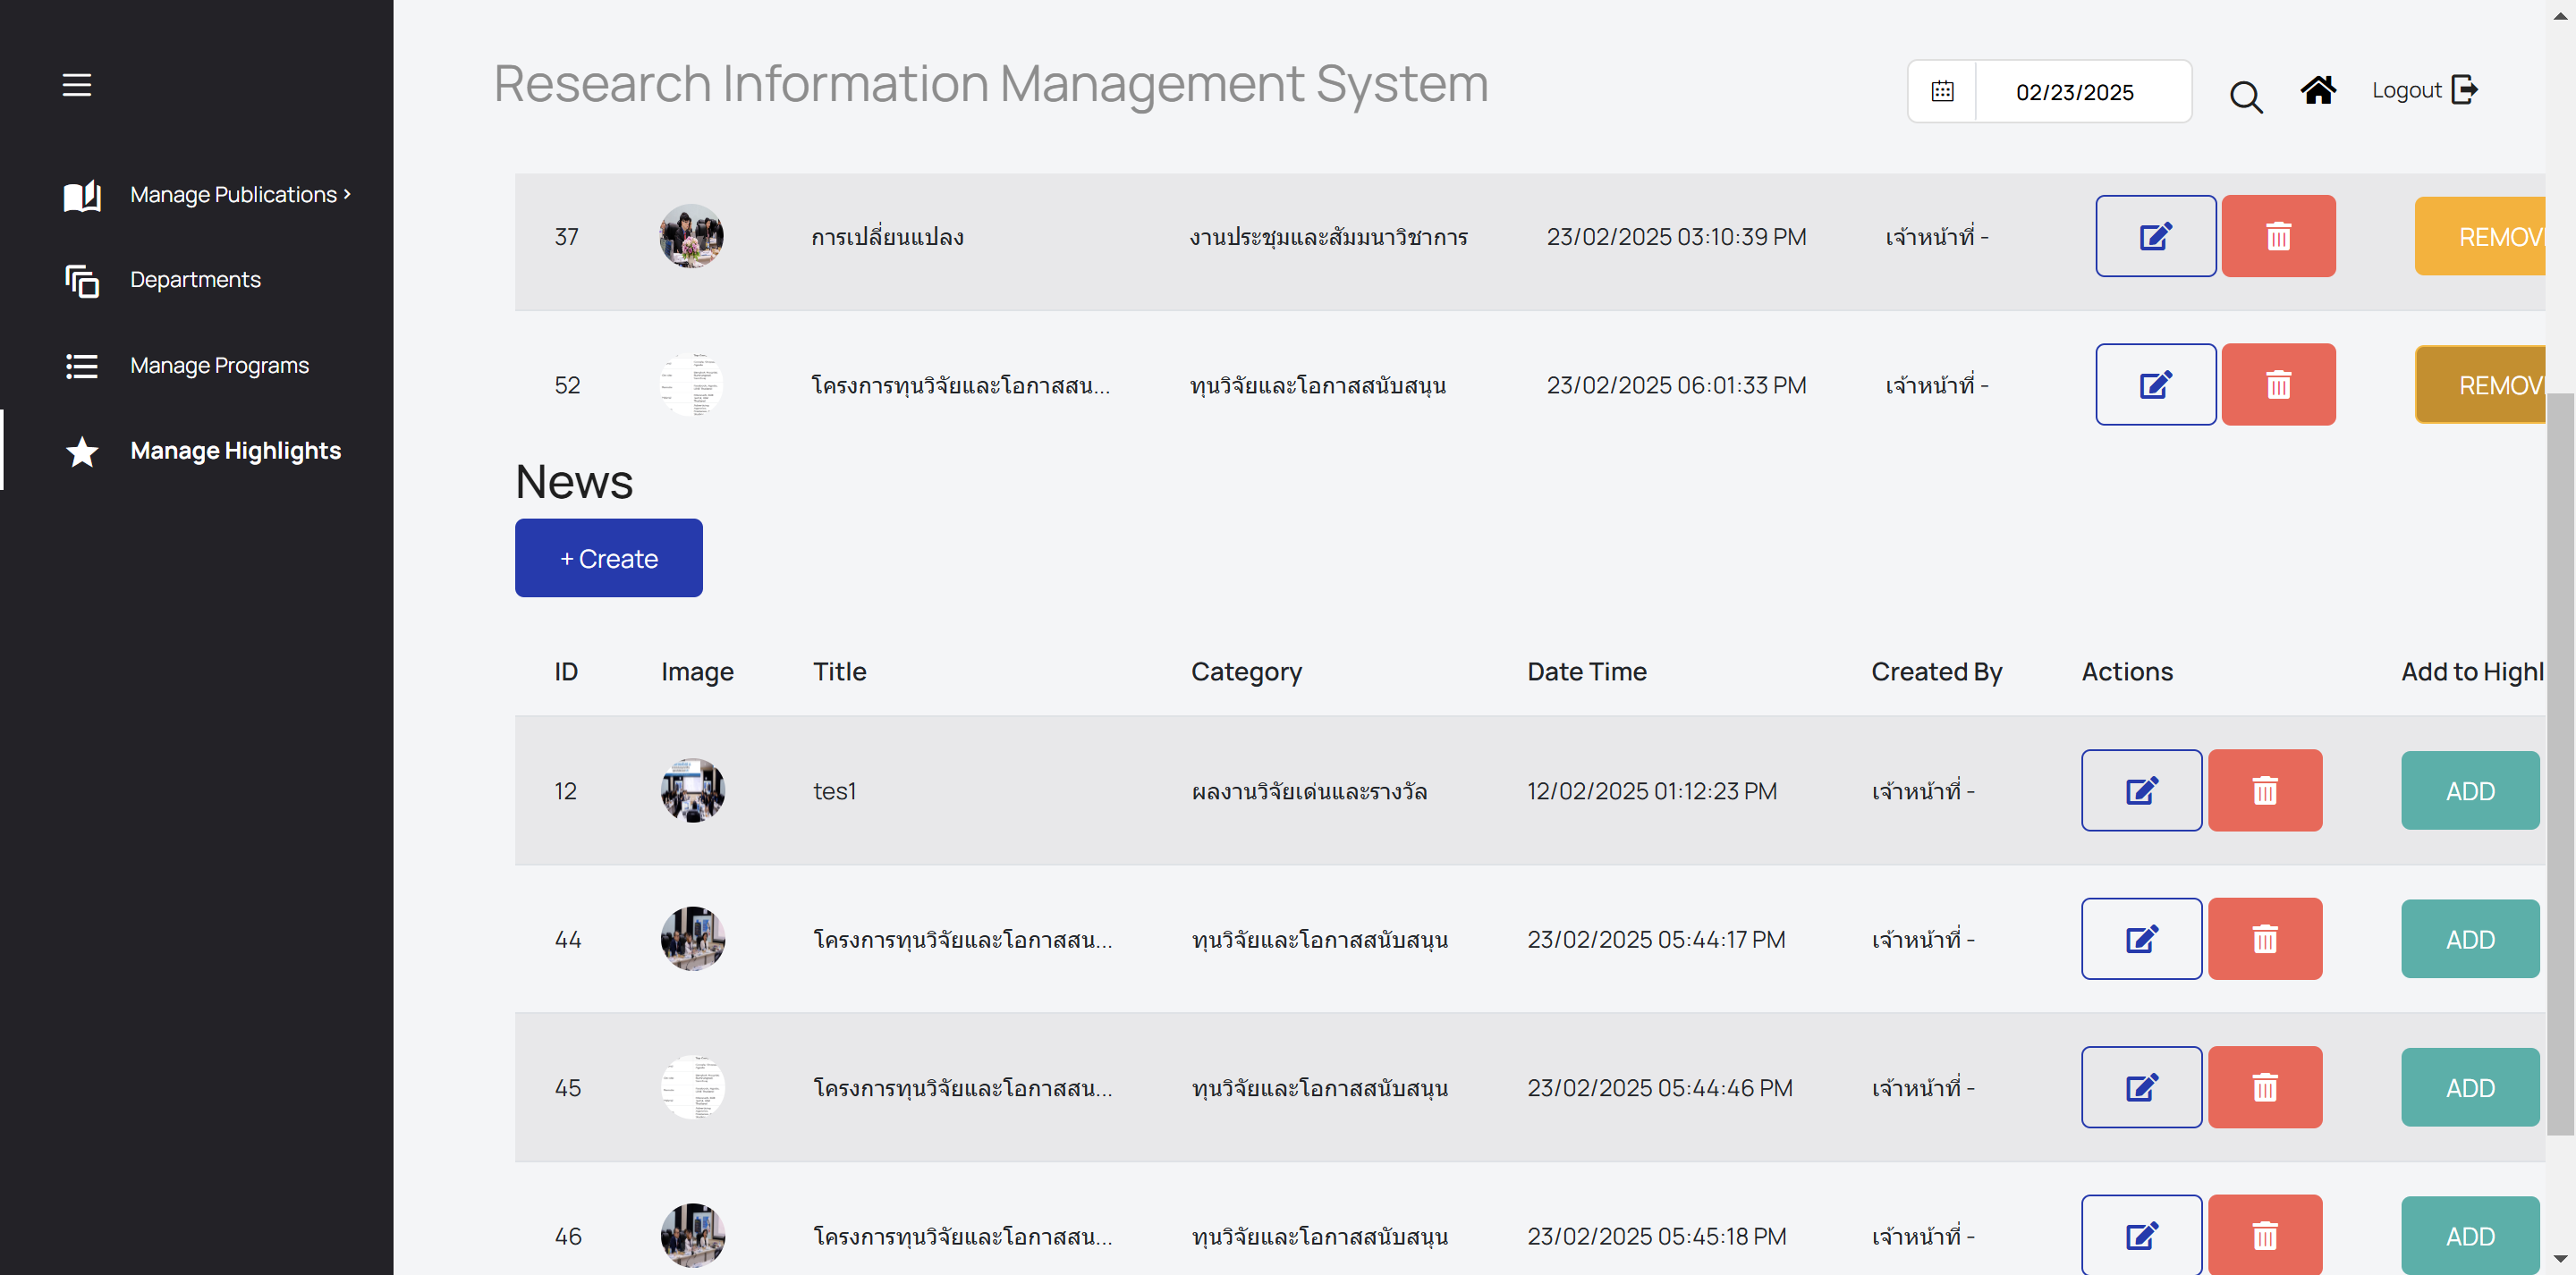 Research Information Management System
02/23/2025
Logout
Manage Publications ›
Departments
Manage Programs
Manage Highlights
37 การเปลี่ยนแปลง งานประชุมและสัมมนาวิชาการ 23/02/2025 03:10:39 PM เจ้าหน้าที่ - REMOV
52 โครงการทุนวิจัยและโอกาสสน... ทุนวิจัยและโอกาสสนับสนุน 23/02/2025 06:01:33 PM เจ้าหน้าที่ - REMOV
News
+ Create
ID Image Title Category Date Time Created By Actions Add to Highl
12 tes1 ผลงานวิจัยเด่นและรางวัล 12/02/2025 01:12:23 PM เจ้าหน้าที่ - ADD
44 โครงการทุนวิจัยและโอกาสสน... ทุนวิจัยและโอกาสสนับสนุน 23/02/2025 05:44:17 PM เจ้าหน้าที่ - ADD
45 โครงการทุนวิจัยและโอกาสสน... ทุนวิจัยและโอกาสสนับสนุน 23/02/2025 05:44:46 PM เจ้าหน้าที่ - ADD
46 โครงการทุนวิจัยและโอกาสสน... ทุนวิจัยและโอกาสสนับสนุน 23/02/2025 05:45:18 PM เจ้าหน้าที่ - ADD